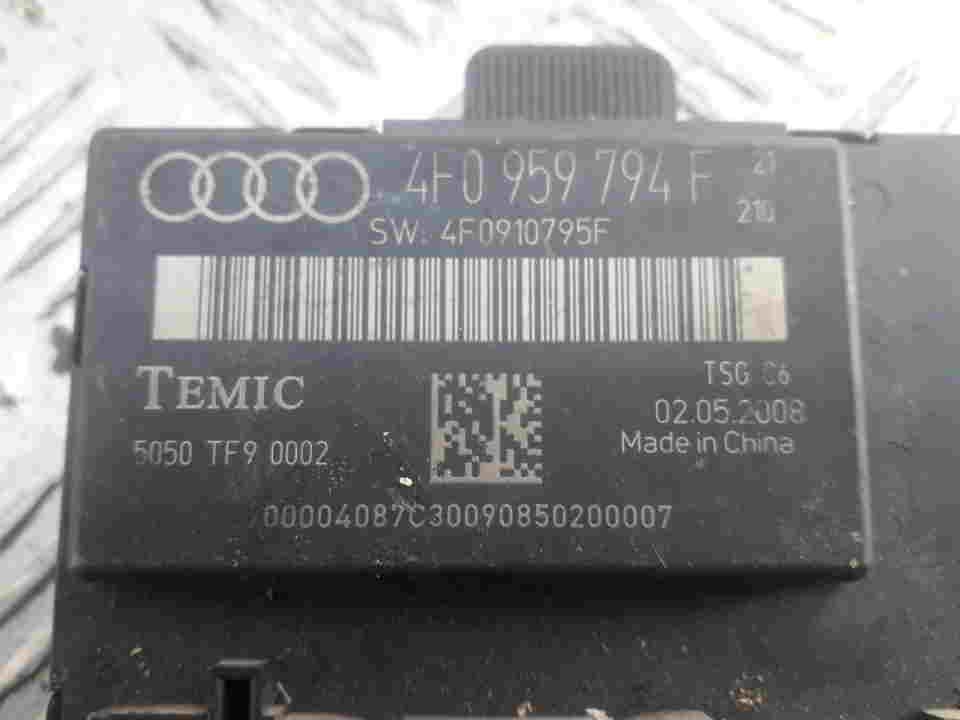 4F0 959 794 F 21
210
SW: 4F0910795F
TEMIC
TSG C6
02.05.2008
5050 TF9 0002
Made in China
00004087C30090850200007